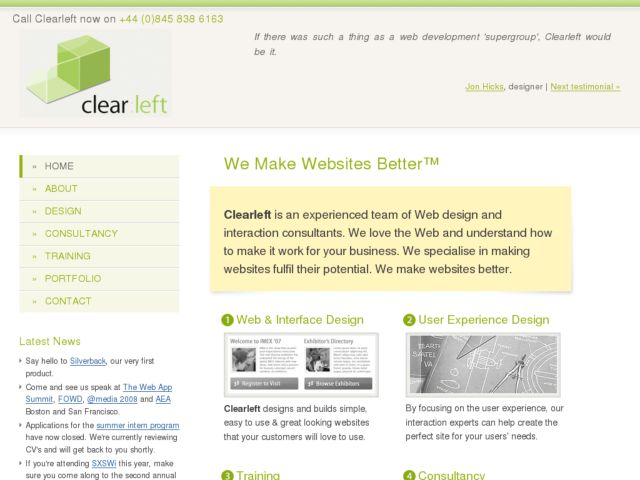 Call Clearleft now on +44 (0)845 838 6163
If there was such a thing as a web development 'supergroup', Clearleft would
be it.
Jon Hicks, designer | Next testimonial »
clear:left
» HOME
» ABOUT
» DESIGN
» CONSULTANCY
» TRAINING
» PORTFOLIO
» CONTACT
Latest News
Say hello to Silverback, our very first
product.
Come and see us speak at The Web App
Summit, FOWD, @media 2008 and AEA
Boston and San Francisco.
Applications for the summer intern program
have now closed. We're currently reviewing
CV's and will get back to you shortly.
If you're attending SXSWi this year, make
sure you come along to the second annual
We Make Websites Better™
Clearleft is an experienced team of Web design and
interaction consultants. We love the Web and understand how
to make it work for your business. We specialise in making
websites fulfil their potential. We make websites better.
1 Web & Interface Design
Welcome to IMEX '07
Exhibitor's Directory
Register to Visit
Browse Exhibitors
Clearleft designs and builds simple,
easy to use & great looking websites
that your customers will love to use.
2 User Experience Design
By focusing on the user experience, our
interaction experts can help create the
perfect site for your users' needs.
3 Training
4 Consultancy